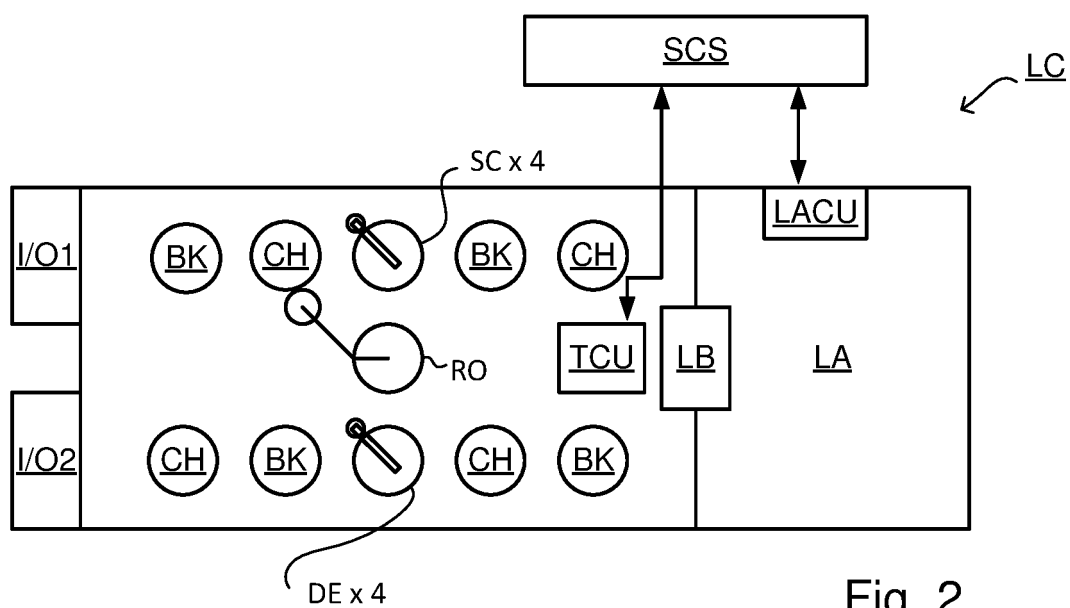 SCS
LC
SC x 4
LACU
I/O1
BK
CH
BK
CH
RO
TCU
LB
LA
I/O2
CH
BK
CH
BK
DE x 4
Fig. 2